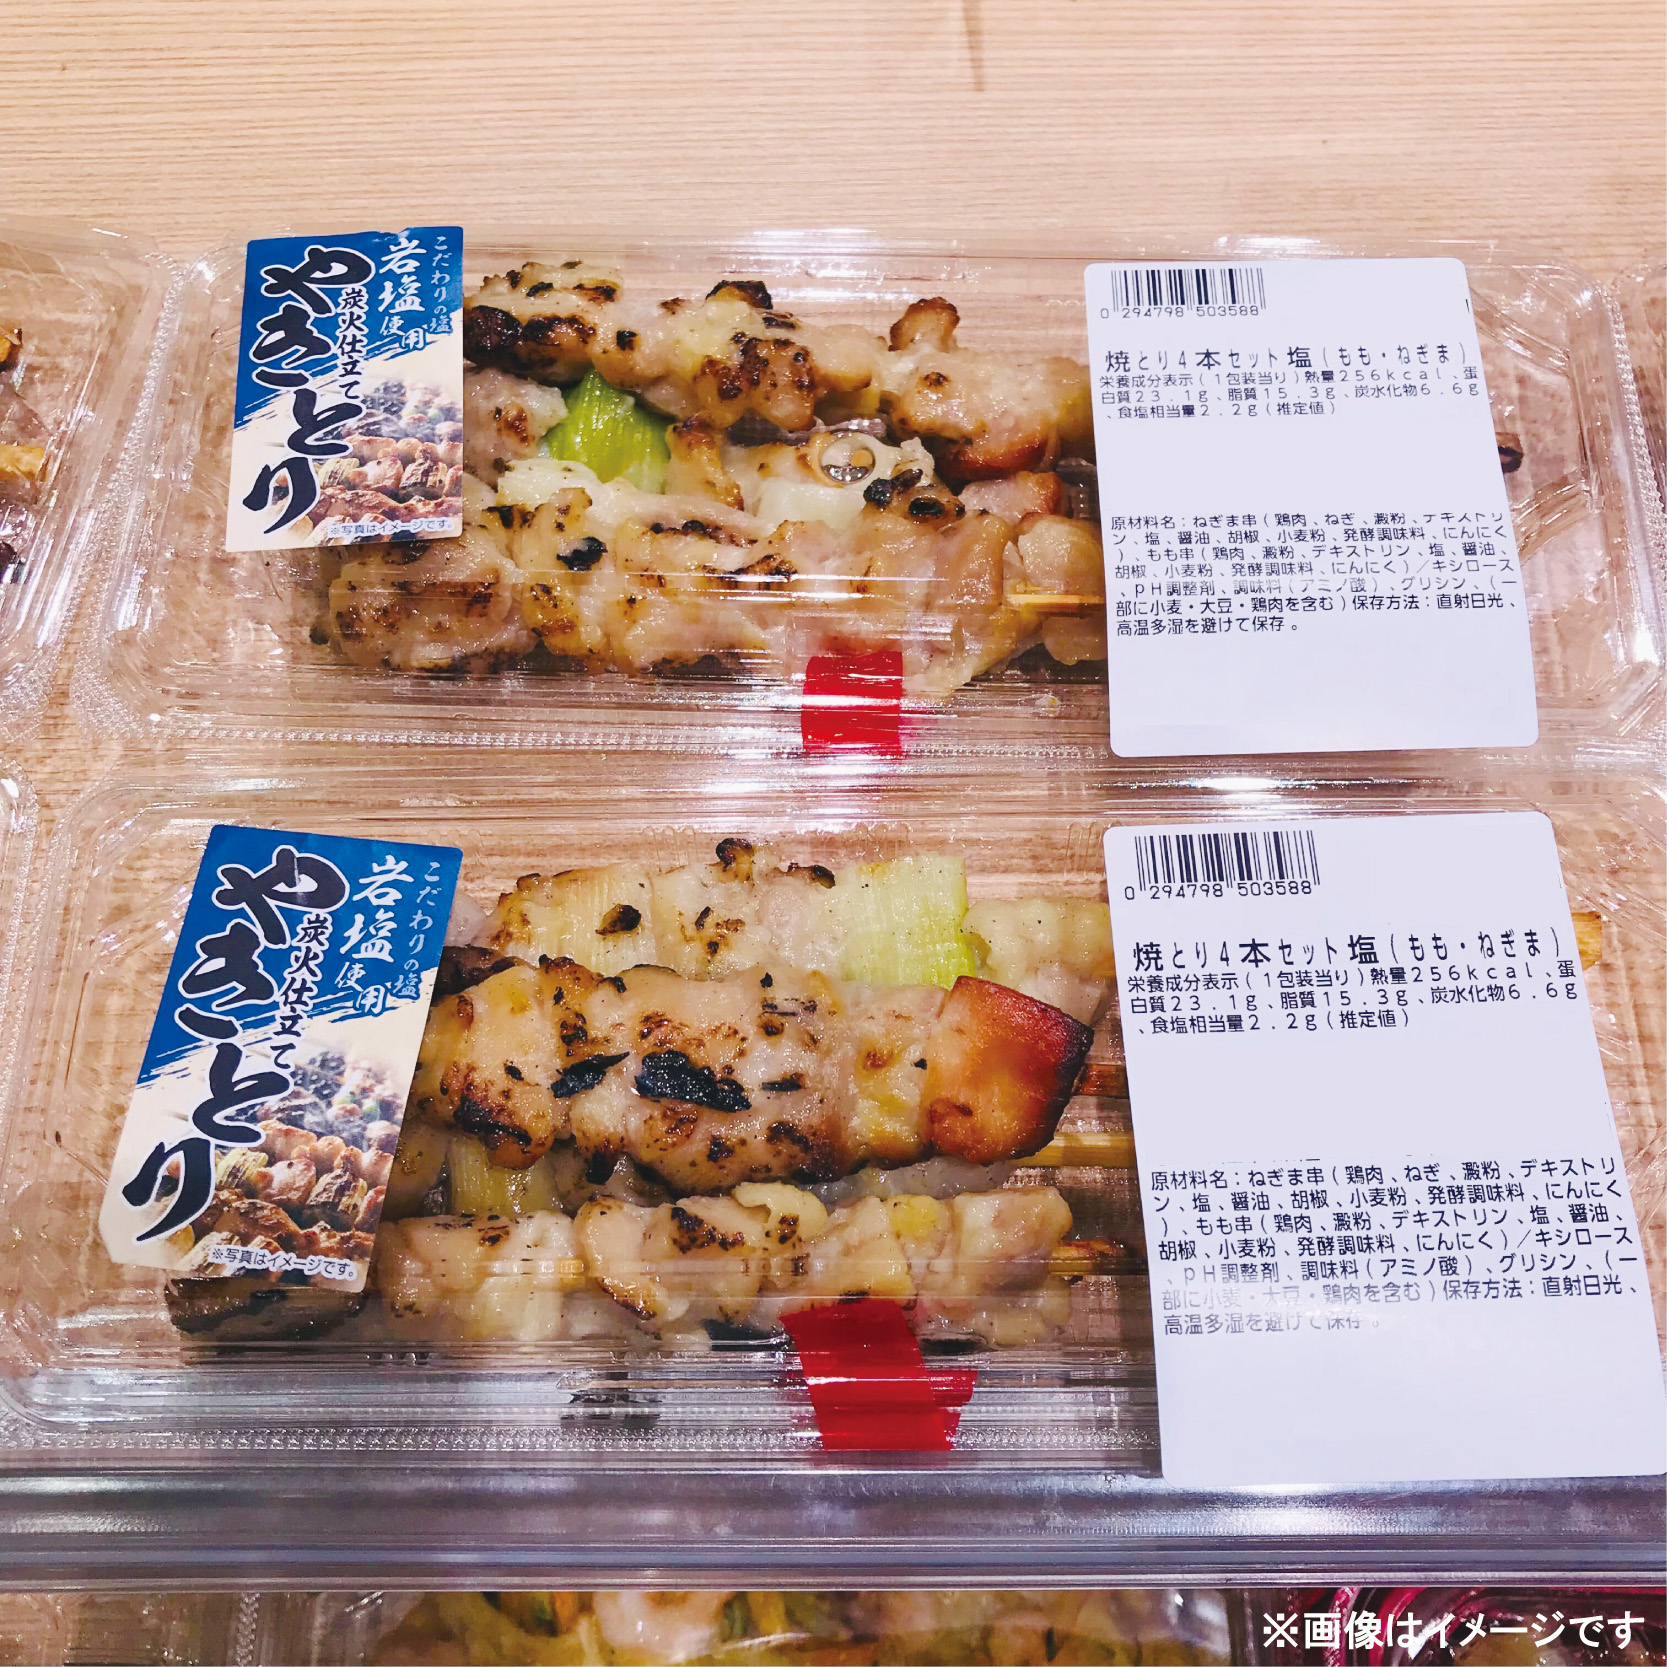 こだわりの塩
岩塩使用
炭火仕立て
やきとり
※写真はイメージです。
0 294798 503588
焼とり4本セット塩(もも・ねぎま)
栄養成分表示(1包装当り)熱量256kcal、蛋
白質23.1g、脂質15.3g、炭水化物6.6g
、食塩相当量2.2g(推定値)
原材料名:ねぎま串(鶏肉、ねぎ、澱粉、デキストリ
ン、塩、醤油、胡椒、小麦粉、発酵調味料、にんにく
)、もも串(鶏肉、澱粉、デキストリン、塩、醤油、
胡椒、小麦粉、発酵調味料、にんにく)/キシロース
、pH調整剤、調味料(アミノ酸)、グリシン、(一
部に小麦・大豆・鶏肉を含む)保存方法:直射日光、
高温多湿を避けて保存。
こだわりの塩
岩塩使用
炭火仕立て
やきとり
※写真はイメージです。
0 294798 503588
焼とり4本セット塩(もも・ねぎま)
栄養成分表示(1包装当り)熱量256kcal、蛋
白質23.1g、脂質15.3g、炭水化物6.6g
、食塩相当量2.2g(推定値)
原材料名:ねぎま串(鶏肉、ねぎ、澱粉、デキストリ
ン、塩、醤油、胡椒、小麦粉、発酵調味料、にんにく
)、もも串(鶏肉、澱粉、デキストリン、塩、醤油、
胡椒、小麦粉、発酵調味料、にんにく)/キシロース
、pH調整剤、調味料(アミノ酸)、グリシン、(一
部に小麦・大豆・鶏肉を含む)保存方法:直射日光、
高温多湿を避けて保存。
※画像はイメージです